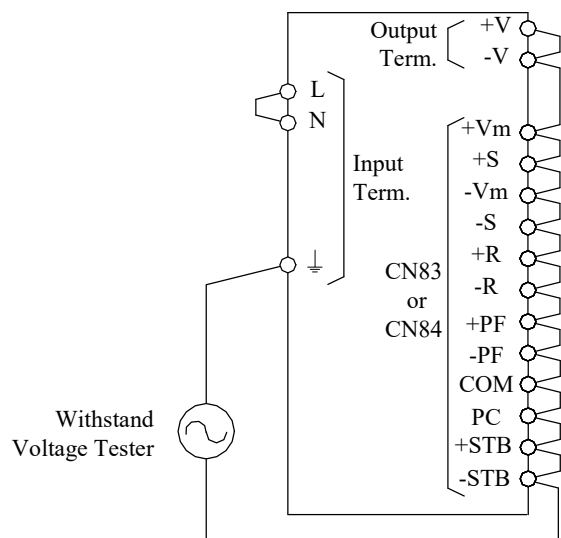 Output
Term.
+V
-V
L
N
Input
Term.
CN83
or
CN84
+Vm
+S
-Vm
-S
+R
-R
+PF
-PF
COM
PC
+STB
-STB
Withstand
Voltage Tester